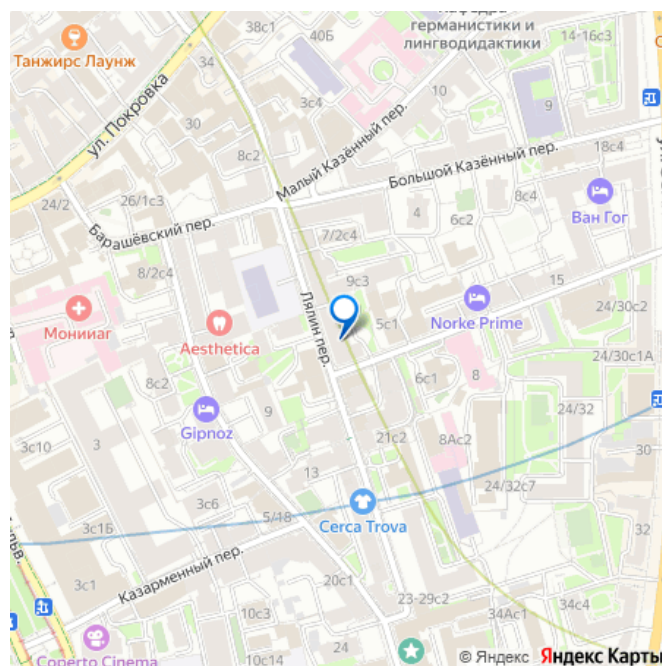 38с1
40Б
германистики и
лингводидактики
14-16с3
Танжирс Лаунж
34
ул. Покровка
30
3с4
10
9
8с2
Малый Казённый пер.
18с4
Большой Казённый пер.
24/2
26/1с3
Барашёвский пер.
4
6с2
8с4
Ван Гог
7/2с4
8/2с4
9с3
15
Мониаг
Лялин пер.
5с1
Norke Prime
24/30с2
Aesthetica
24/30с1А
8с2
6с1
8
Gipnoz
9
24/32
3с10
3
21с2
8Ас2
30
13
24/32с7
3с6
5/18
Cerca Trova
3с1Б
32
Казарменный пер.
3с1
20с1
23-29с2
34Ас1
34с4
10с3
24
Coperto Cinema
10с14
© Яндекс
Яндекс Карты